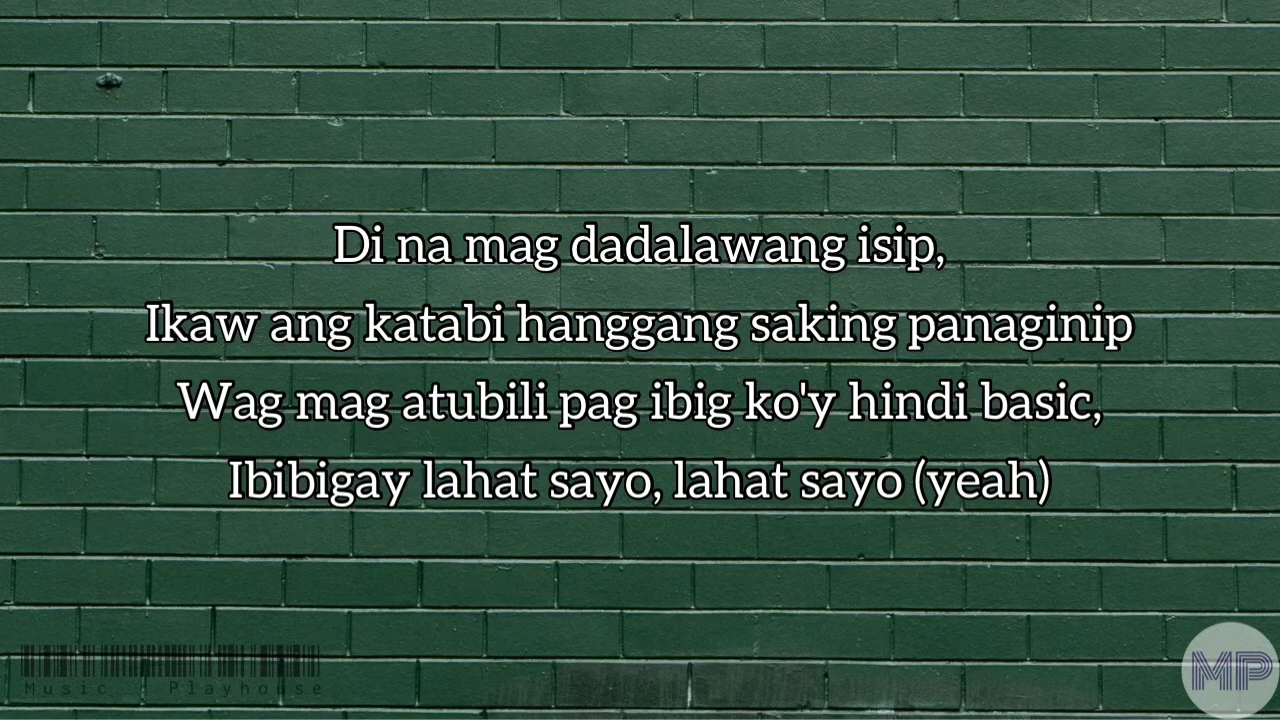 Di na mag dadalawang isip,
Ikaw ang katabi hanggang saking panaginip
Wag mag atubili pag ibig ko'y hindi basic,
Ibibigay lahat sayo, lahat sayo (yeah)
Music Playhouse
MP